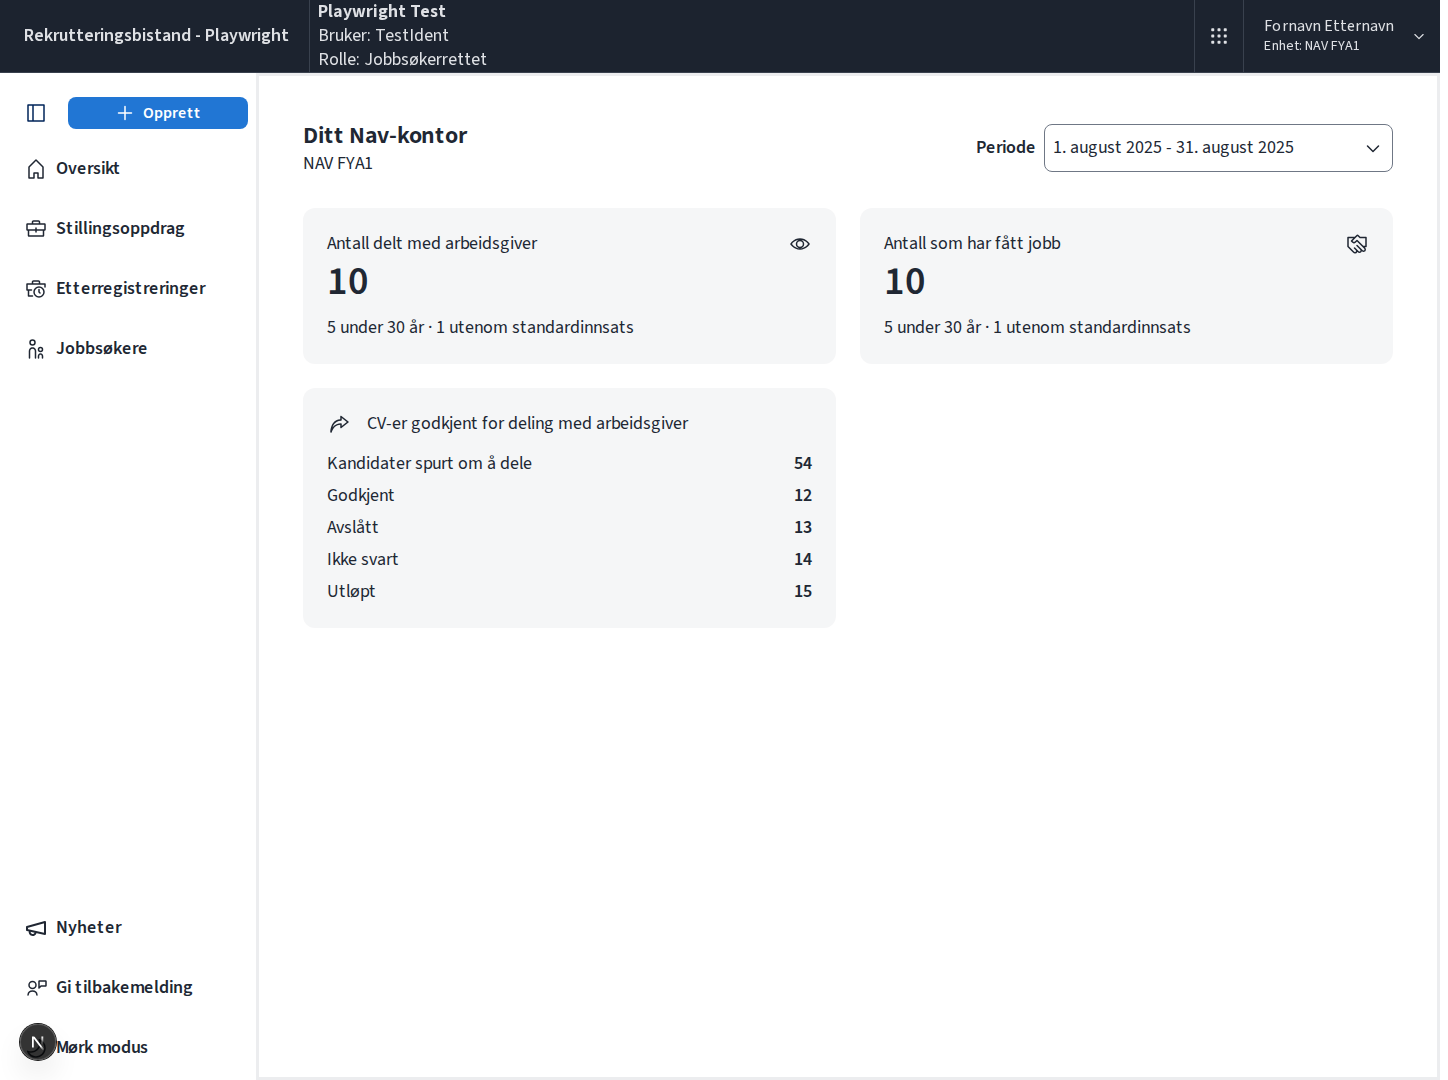 Rekrutteringsbistand - Playwright
Playwright Test
Bruker: TestIdent
Rolle: Jobbsøkerrettet
Fornavn Etternavn
Enhet: NAV FYA1
Opprett
Oversikt
Stillingsoppdrag
Etterregistreringer
Jobbsøkere
Nyheter
Gi tilbakemelding
N
Mørk modus
Ditt Nav-kontor
NAV FYA1
Periode
1. august 2025 - 31. august 2025
Antall delt med arbeidsgiver
10
5 under 30 år · 1 utenom standardinnsats
Antall som har fått jobb
10
5 under 30 år · 1 utenom standardinnsats
CV-er godkjent for deling med arbeidsgiver
Kandidater spurt om å dele 54
Godkjent 12
Avslått 13
Ikke svart 14
Utløpt 15